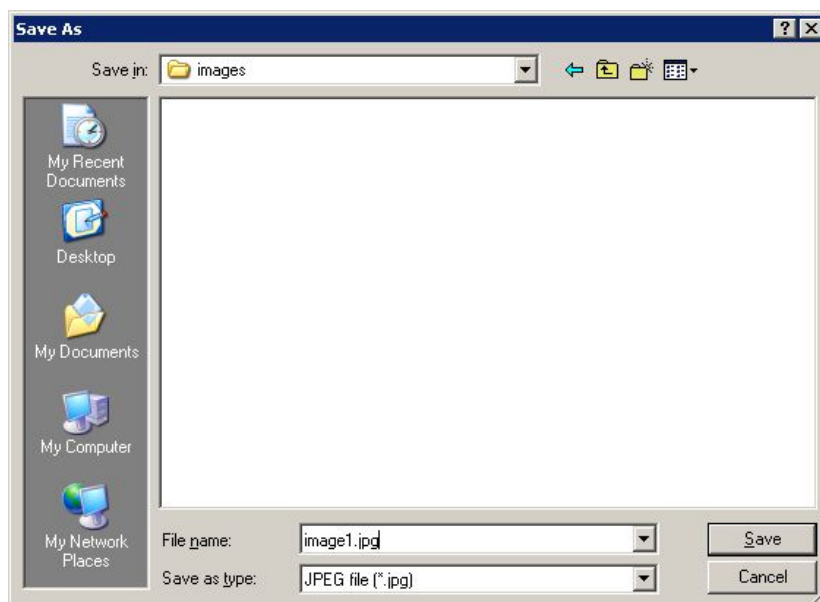 Save As
Save in:
images
My Recent
Documents
Desktop
My Documents
My Computer
My Network
Places
File name:
image1.jpg
Save
Save as type:
JPEG file (*.jpg)
Cancel